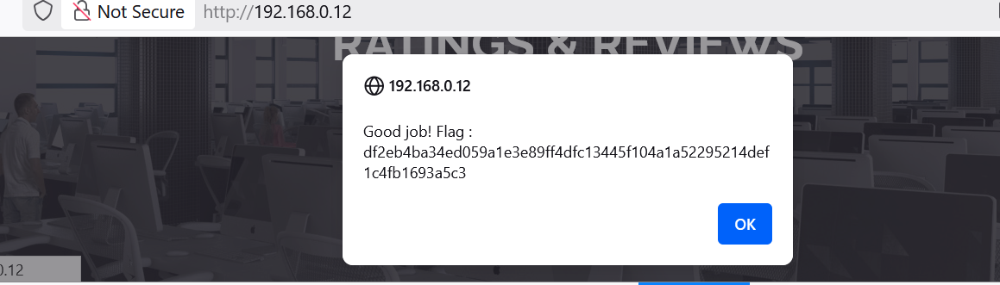 Not Secure http://192.168.0.12
RATINGS & REVIEWS
192.168.0.12
Good job! Flag :
df2eb4ba34ed059a1e3e89ff4dfc13445f104a1a52295214def
1c4fb1693a5c3
OK
0.12